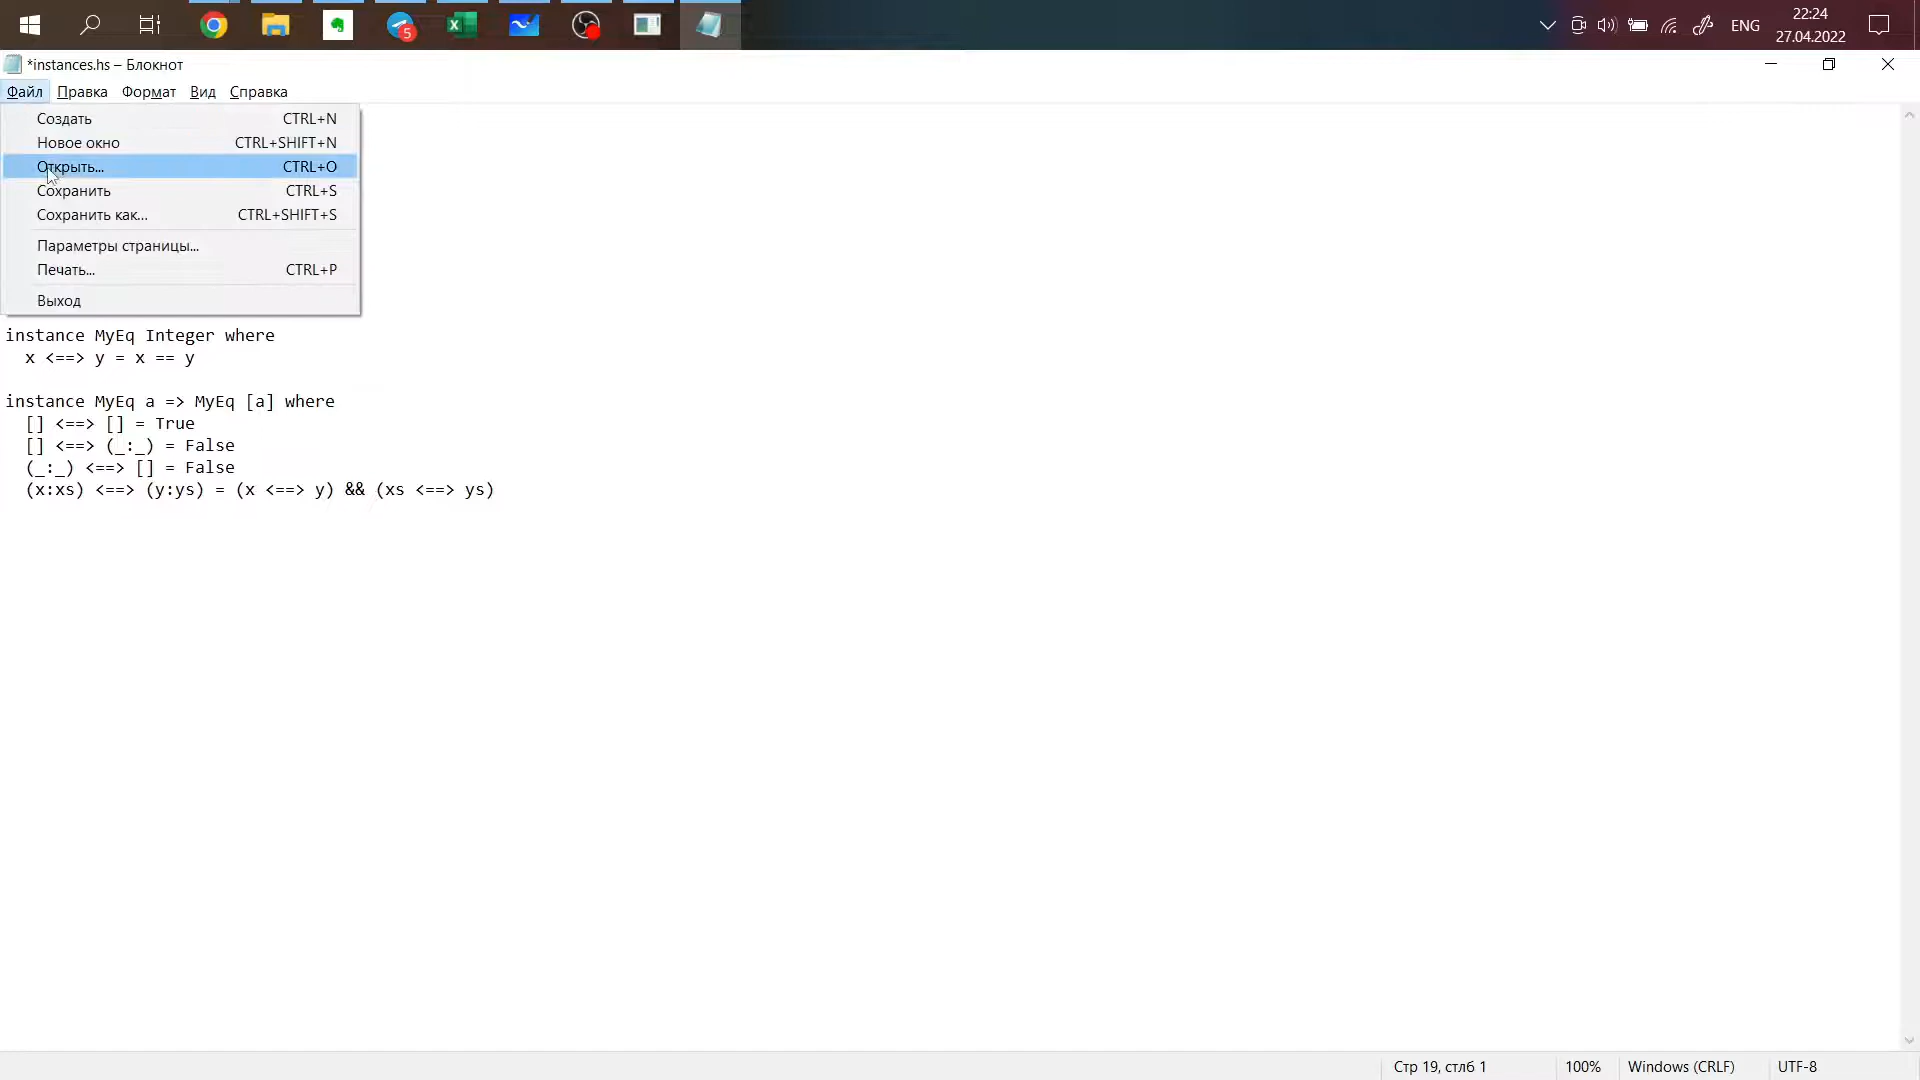 5
ENG
22:24
27.04.2022
*instances.hs – Блокнот
Файл Правка Формат Вид Справка
Создать CTRL+N
Новое окно CTRL+SHIFT+N
Открыть... CTRL+O
Сохранить CTRL+S
Сохранить как... CTRL+SHIFT+S
Параметры страницы...
Печать... CTRL+P
Выход
instance MyEq Integer where
  x <==> y = x == y
instance MyEq a => MyEq [a] where
  [] <==> [] = True
  [] <==> (_:_) = False
  (_:_) <==> [] = False
  (x:xs) <==> (y:ys) = (x <==> y) && (xs <==> ys)
Стр 19, стлб 1 100% Windows (CRLF) UTF-8